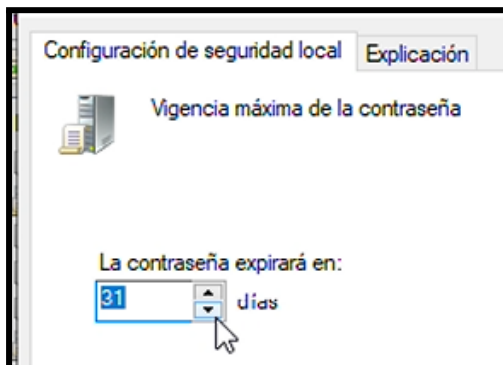 Configuración de seguridad local
Explicación
Vigencia máxima de la contraseña
La contraseña expirará en:
31 días